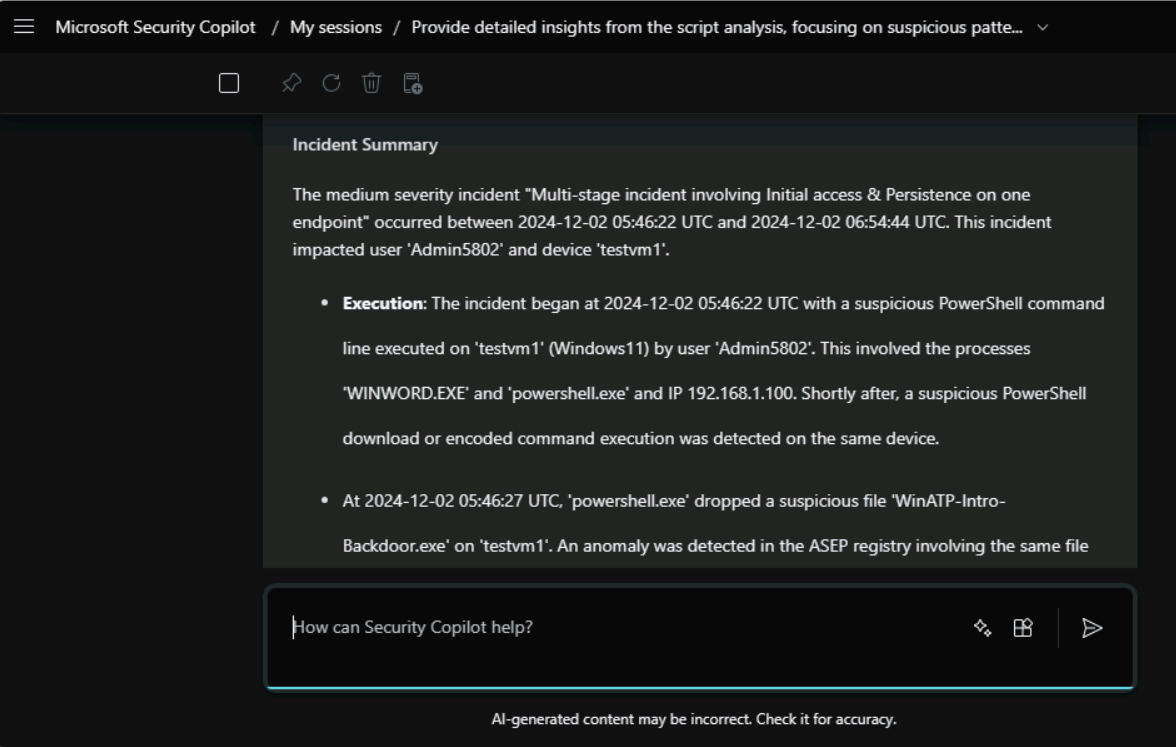 Microsoft Security Copilot / My sessions / Provide detailed insights from the script analysis, focusing on suspicious patte...
Incident Summary
The medium severity incident "Multi-stage incident involving Initial access & Persistence on one
endpoint" occurred between 2024-12-02 05:46:22 UTC and 2024-12-02 06:54:44 UTC. This incident
impacted user 'Admin5802' and device 'testvm1'.
• Execution: The incident began at 2024-12-02 05:46:22 UTC with a suspicious PowerShell command
line executed on 'testvm1' (Windows11) by user 'Admin5802'. This involved the processes
'WINWORD.EXE' and 'powershell.exe' and IP 192.168.1.100. Shortly after, a suspicious PowerShell
download or encoded command execution was detected on the same device.
• At 2024-12-02 05:46:27 UTC, 'powershell.exe' dropped a suspicious file 'WinATP-Intro-
Backdoor.exe' on 'testvm1'. An anomaly was detected in the ASEP registry involving the same file
How can Security Copilot help?
AI-generated content may be incorrect. Check it for accuracy.